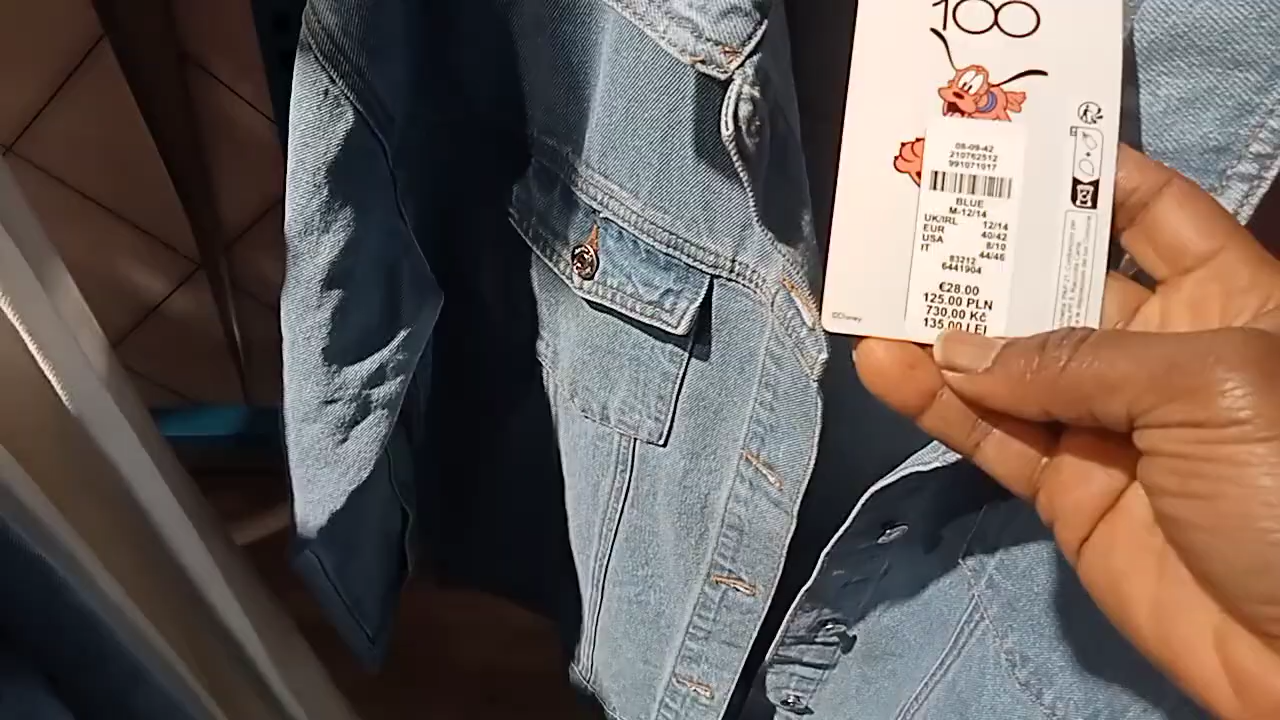 100
08-09-42
210762512
991071017
BLUE
M-12/14
UK/IRL 12/14
EUR 40/42
USA 8/10
IT 44/46
83212
6441904
€28.00
125.00 PLN
730,00 Kč
135,00 LEI
©Disney